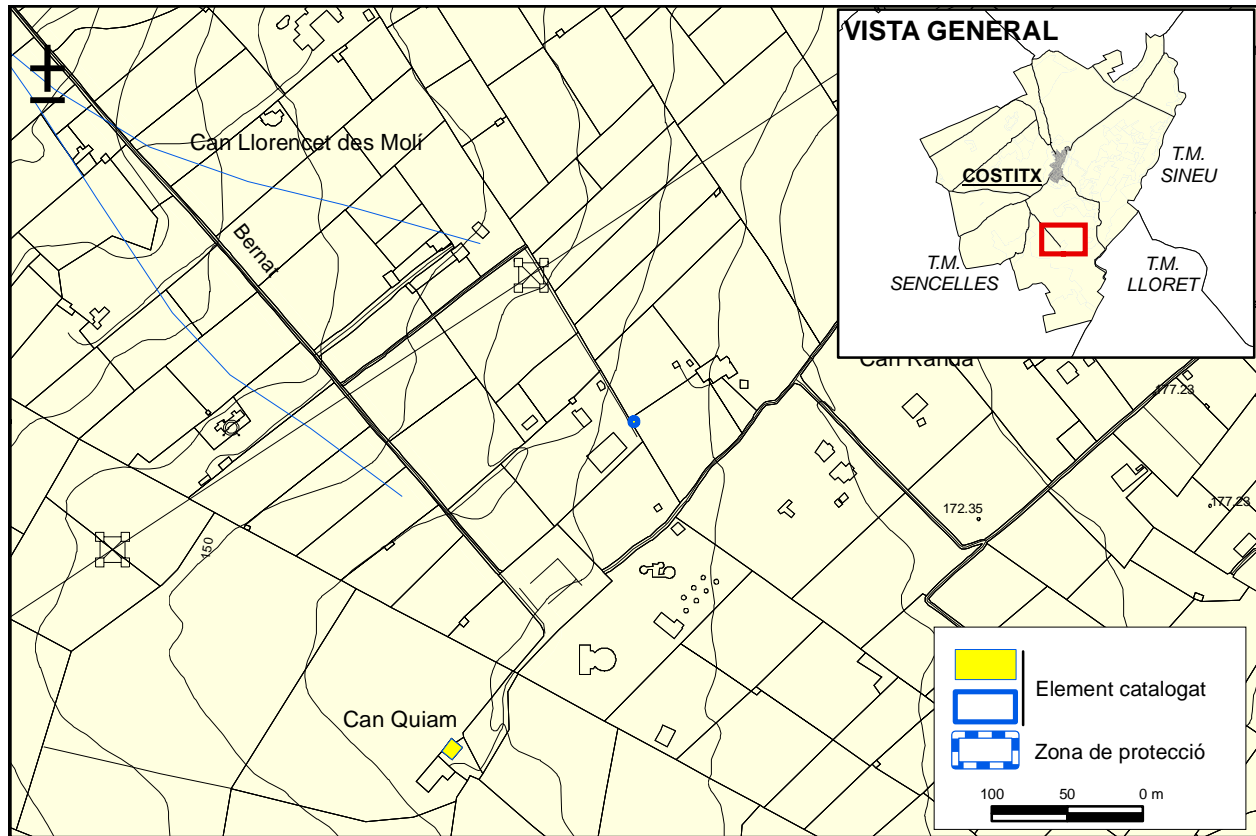 VISTA GENERAL
Can Llorencet des Molí
Bernat
T.M.
SINEU
COSTITX
T.M.
SENCELLES
T.M.
LLORET
Can Randa
177.23
172.35
177.23
150
Can Quiam
Element catalogat
Zona de protecció
100 50 0 m